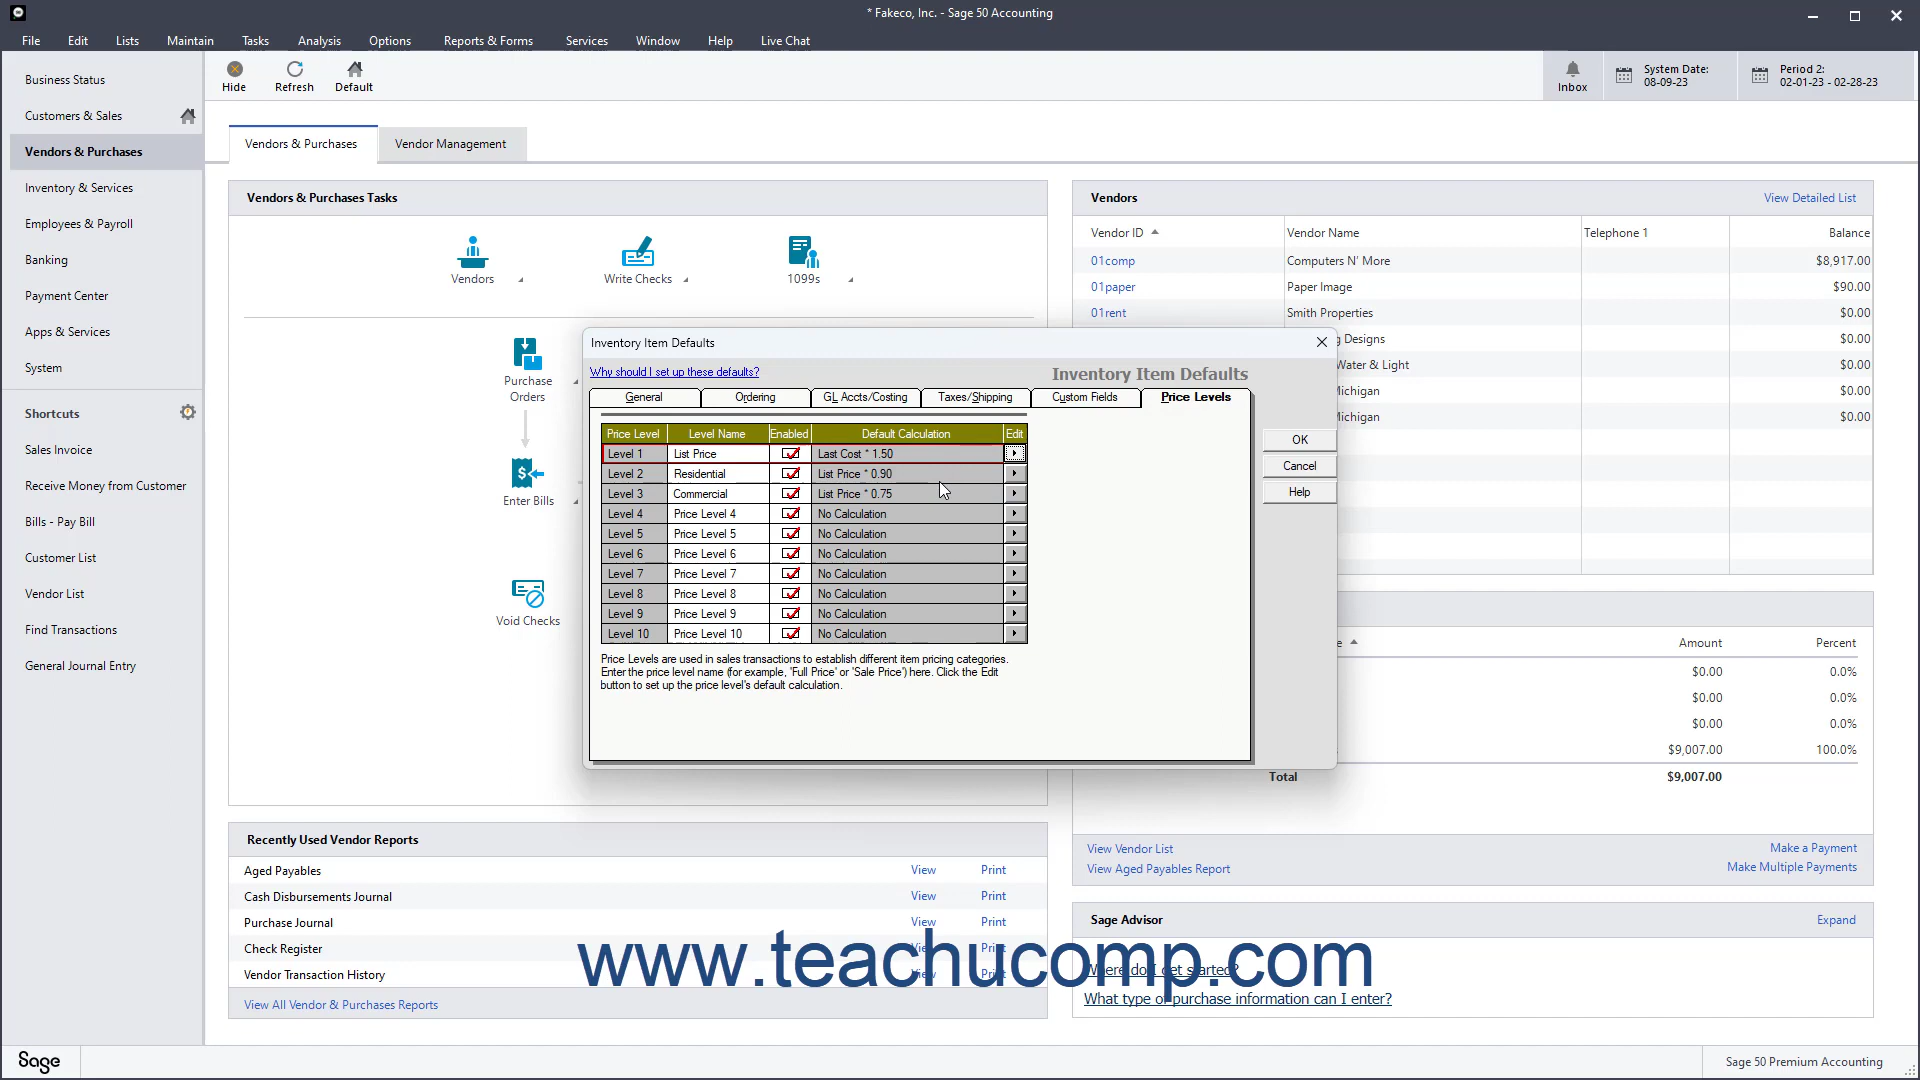 * Fakeco, Inc. - Sage 50 Accounting
File Edit Lists Maintain Tasks Analysis Options Reports & Forms Services Window Help Live Chat
Business Status
Customers & Sales
Vendors & Purchases
Inventory & Services
Employees & Payroll
Banking
Payment Center
Apps & Services
System
Shortcuts
Sales Invoice
Receive Money from Customer
Bills - Pay Bill
Customer List
Vendor List
Find Transactions
General Journal Entry
Hide Refresh Default
Inbox
System Date:
08-09-23
Period 2:
02-01-23 - 02-28-23
Vendors & Purchases Vendor Management
Vendors & Purchases Tasks
Vendors Write Checks 1099s
Purchase
Orders
Enter Bills
Void Checks
Vendors View Detailed List
Vendor ID Vendor Name Telephone 1 Balance
01comp Computers N' More $8,917.00
01paper Paper Image $90.00
01rent Smith Properties $0.00
Designs $0.00
Water & Light $0.00
Michigan $0.00
Michigan $0.00
Inventory Item Defaults
Why should I set up these defaults?
Inventory Item Defaults
General Ordering GL Accts/Costing Taxes/Shipping Custom Fields Price Levels
Price Level Level Name Enabled Default Calculation Edit
Level 1 List Price Last Cost * 1.50
Level 2 Residential List Price * 0.90
Level 3 Commercial List Price * 0.75
Level 4 Price Level 4 No Calculation
Level 5 Price Level 5 No Calculation
Level 6 Price Level 6 No Calculation
Level 7 Price Level 7 No Calculation
Level 8 Price Level 8 No Calculation
Level 9 Price Level 9 No Calculation
Level 10 Price Level 10 No Calculation
Price Levels are used in sales transactions to establish different item pricing categories.
Enter the price level name (for example, 'Full Price' or 'Sale Price') here. Click the Edit
button to set up the price level's default calculation.
OK
Cancel
Help
Amount Percent
$0.00 0.0%
$0.00 0.0%
$0.00 0.0%
$9,007.00 100.0%
Total $9,007.00
View Vendor List Make a Payment
View Aged Payables Report Make Multiple Payments
Recently Used Vendor Reports
Aged Payables View Print
Cash Disbursements Journal View Print
Purchase Journal View Print
Check Register View Print
Vendor Transaction History View Print
View All Vendor & Purchases Reports
Sage Advisor Expand
Where do I get started?
What type of purchase information can I enter?
www.teachucomp.com
Sage
Sage 50 Premium Accounting